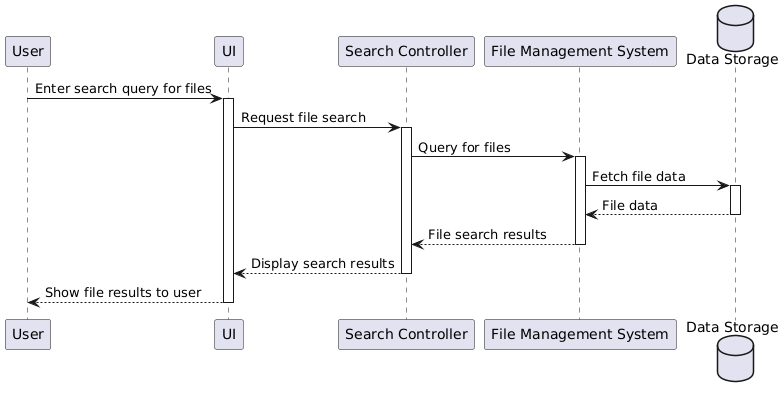 User
UI
Search Controller
File Management System
Data Storage
Enter search query for files
Request file search
Query for files
Fetch file data
File data
File search results
Display search results
Show file results to user
User
UI
Search Controller
File Management System
Data Storage